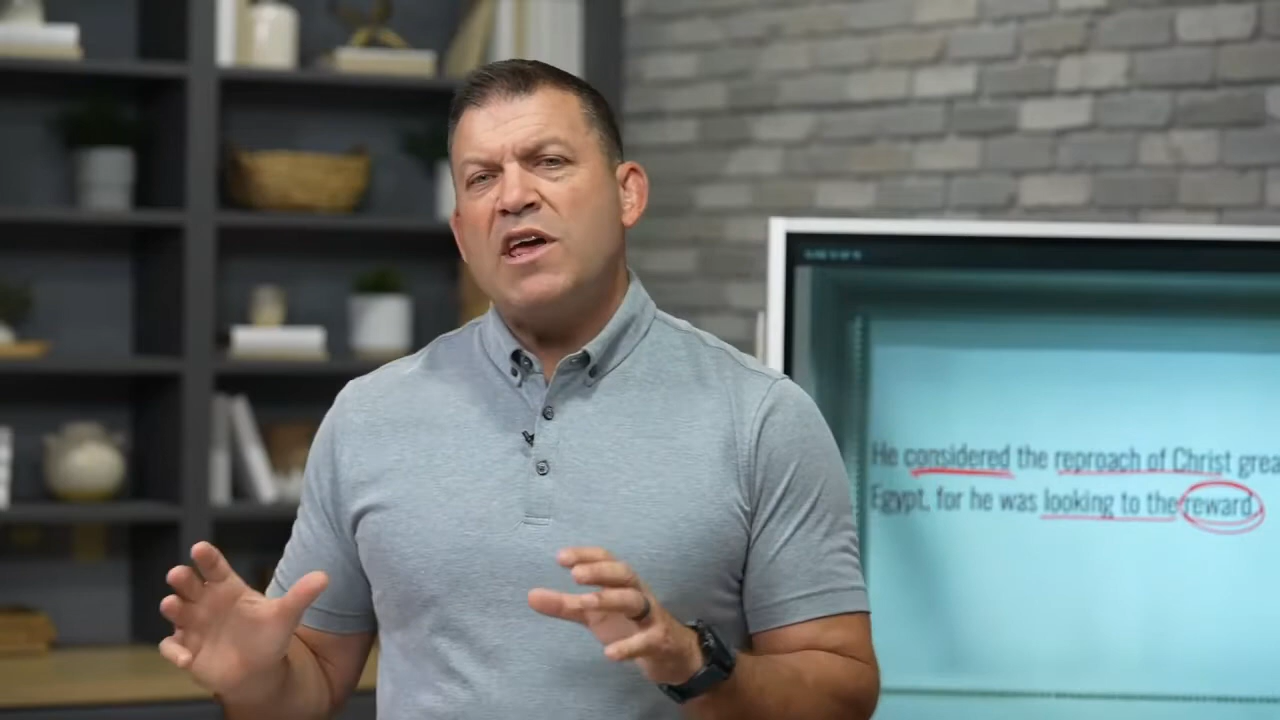 He considered the reproach of Christ grea
Egypt, for he was looking to the reward.